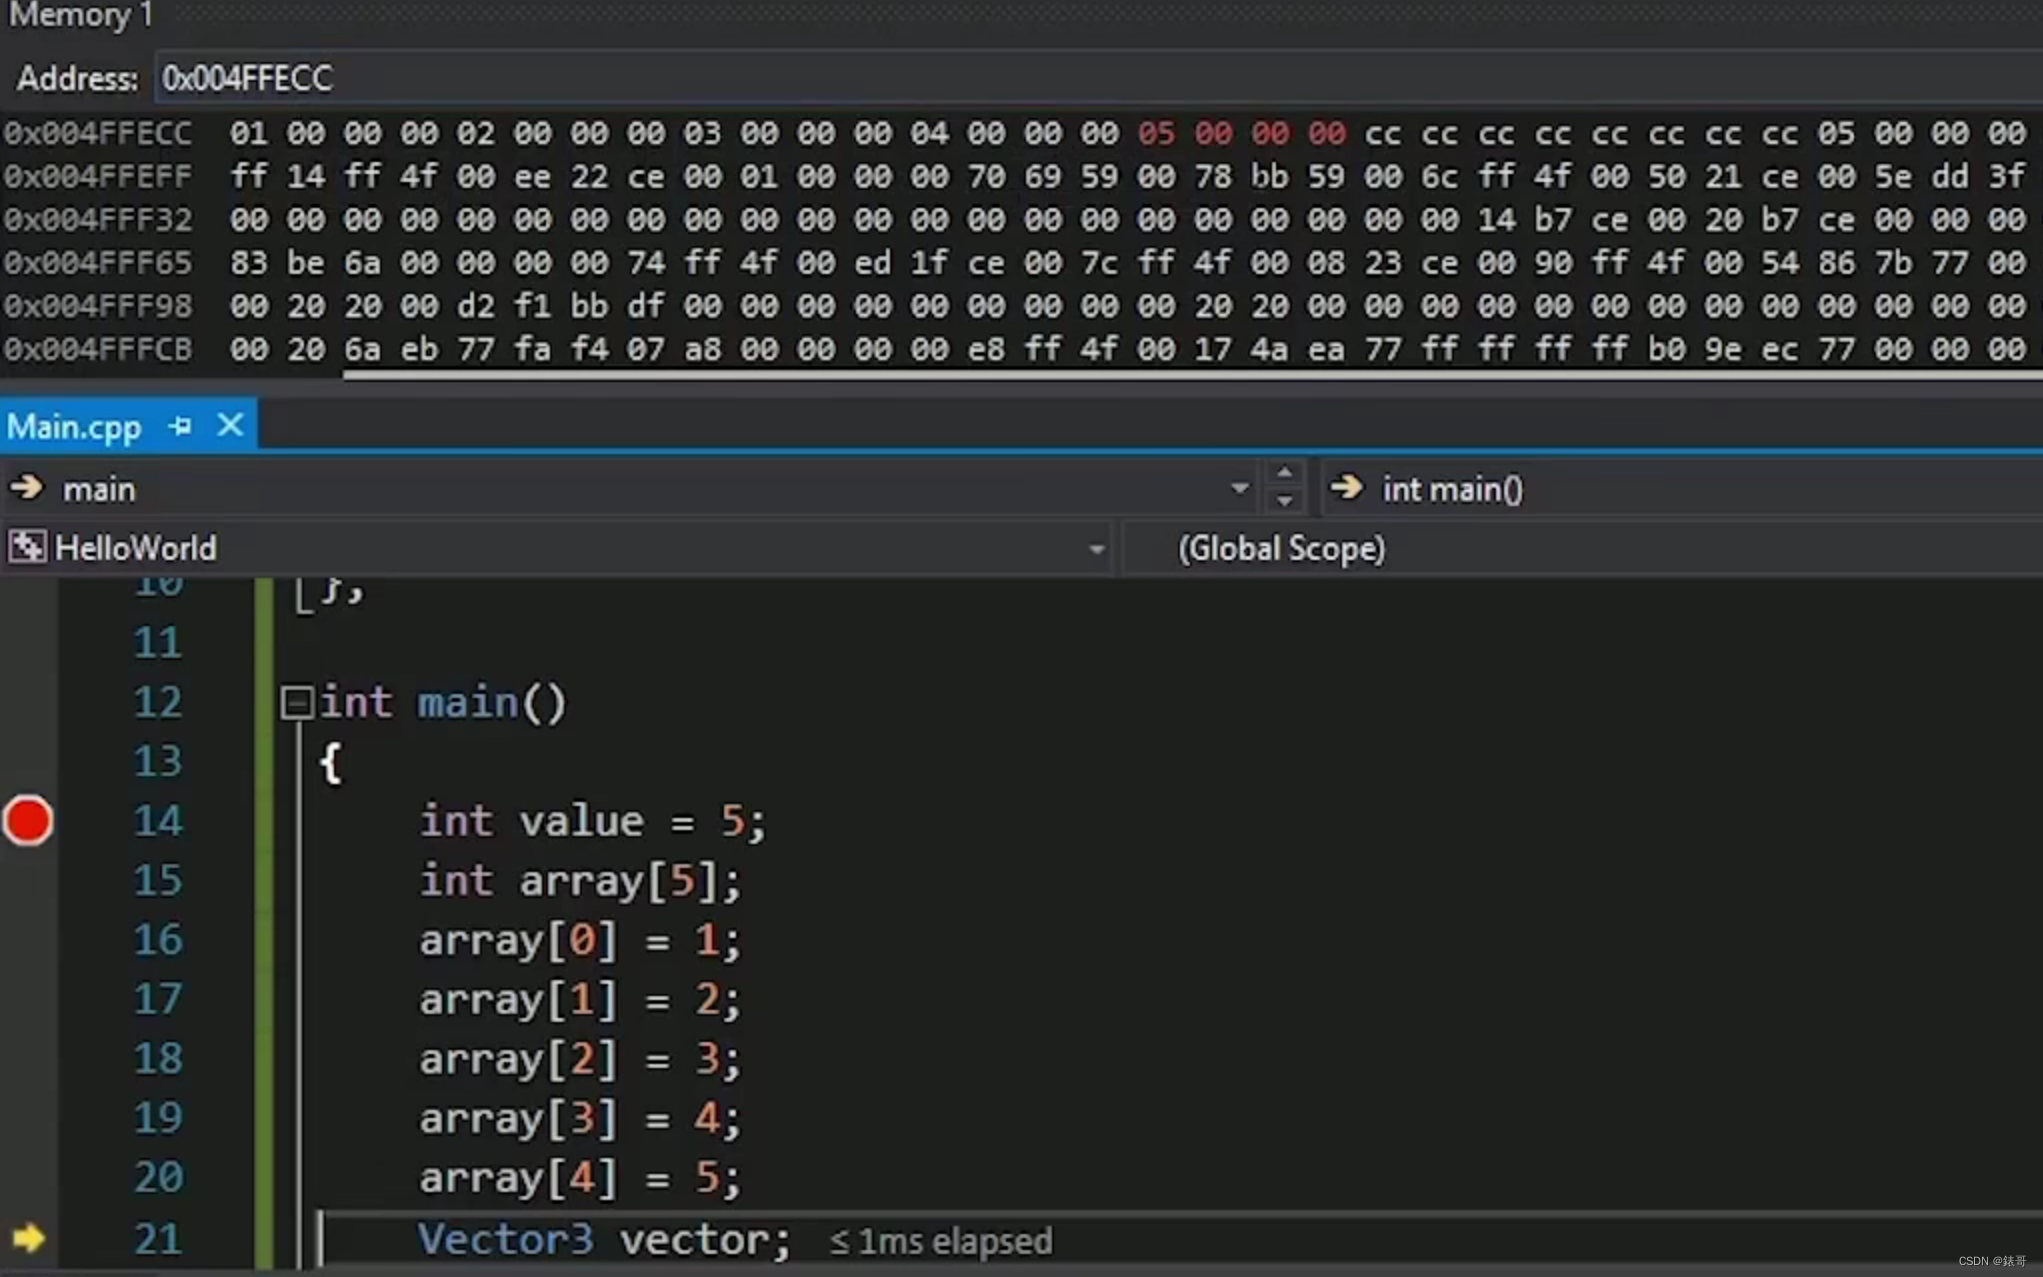 Memory 1
Address: 0x004FFECC
0x004FFECC 01 00 00 00 02 00 00 00 03 00 00 00 04 00 00 00 05 00 00 00 cc cc cc cc cc cc cc cc 05 00 00 00
0x004FFEFF ff 14 ff 4f 00 ee 22 ce 00 01 00 00 00 70 69 59 00 78 bb 59 00 6c ff 4f 00 50 21 ce 00 5e dd 3f
0x004FFF32 00 00 00 00 00 00 00 00 00 00 00 00 00 00 00 00 00 00 00 00 00 00 14 b7 ce 00 20 b7 ce 00 00 00
0x004FFF65 83 be 6a 00 00 00 00 74 ff 4f 00 ed 1f ce 00 7c ff 4f 00 08 23 ce 00 90 ff 4f 00 54 86 7b 77 00
0x004FFF98 00 20 20 00 d2 f1 bb df 00 00 00 00 00 00 00 00 00 20 20 00 00 00 00 00 00 00 00 00 00 00 00 00
0x004FFFCB 00 20 6a eb 77 fa f4 07 a8 00 00 00 00 e8 ff 4f 00 17 4a ea 77 ff ff ff ff b0 9e ec 77 00 00 00
Main.cpp
main int main()
HelloWorld (Global Scope)
10 };
11
12 int main()
13 {
14 int value = 5;
15 int array[5];
16 array[0] = 1;
17 array[1] = 2;
18 array[2] = 3;
19 array[3] = 4;
20 array[4] = 5;
21 Vector3 vector; ≤ 1ms elapsed
CSDN @錶哥